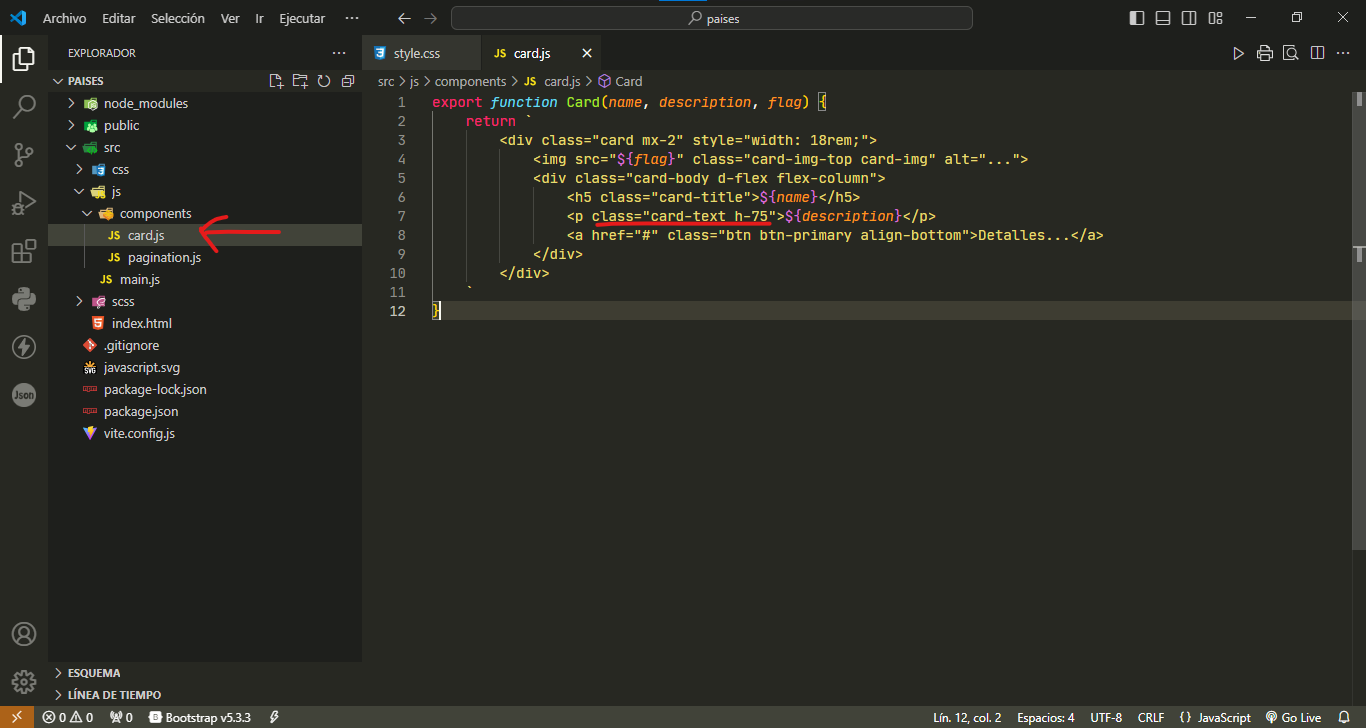 Archivo Editar Selección Ver Ir Ejecutar ··· paises
EXPLORADOR ···
PAISES
node_modules
public
src
css
js
components
JS card.js
JS pagination.js
JS main.js
scss
index.html
.gitignore
javascript.svg
package-lock.json
package.json
vite.config.js
ESQUEMA
LÍNEA DE TIEMPO
style.css JS card.js
src > js > components > JS card.js > Card
1 export function Card(name, description, flag) {
2 return `
3 <div class="card mx-2" style="width: 18rem;">
4 <img src="${flag}" class="card-img-top card-img" alt="...">
5 <div class="card-body d-flex flex-column">
6 <h5 class="card-title">${name}</h5>
7 <p class="card-text h-75">${description}</p>
8 <a href="#" class="btn btn-primary align-bottom">Detalles...</a>
9 </div>
10 </div>
11 `
12 }
Json
0 0 0 Bootstrap v5.3.3 Lín. 12, col. 2 Espacios: 4 UTF-8 CRLF {} JavaScript Go Live